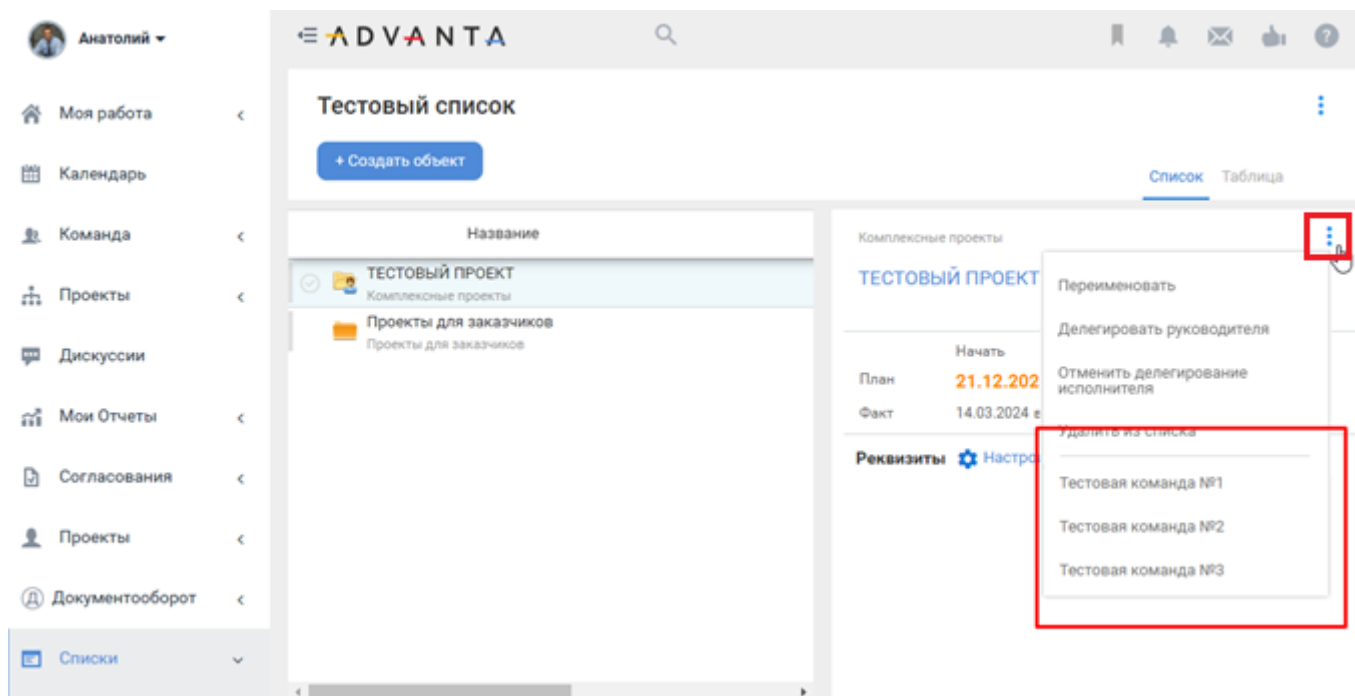 Анатолий
ADVANTA
Моя работа
Календарь
Команда
Проекты
Дискуссии
Мои Отчеты
Согласования
Проекты
Документооборот
Списки
Тестовый список
+ Создать объект
Список Таблица
Название
ТЕСТОВЫЙ ПРОЕКТ
Комплексные проекты
Проекты для заказчиков
Проекты для заказчиков
Комплексные проекты
ТЕСТОВЫЙ ПРОЕКТ
Начать
План 21.12.202
Факт 14.03.2024 в
Реквизиты Настро
Переименовать
Делегировать руководителя
Отменить делегирование
исполнителя
Удалить из списка
Тестовая команда №1
Тестовая команда №2
Тестовая команда №3